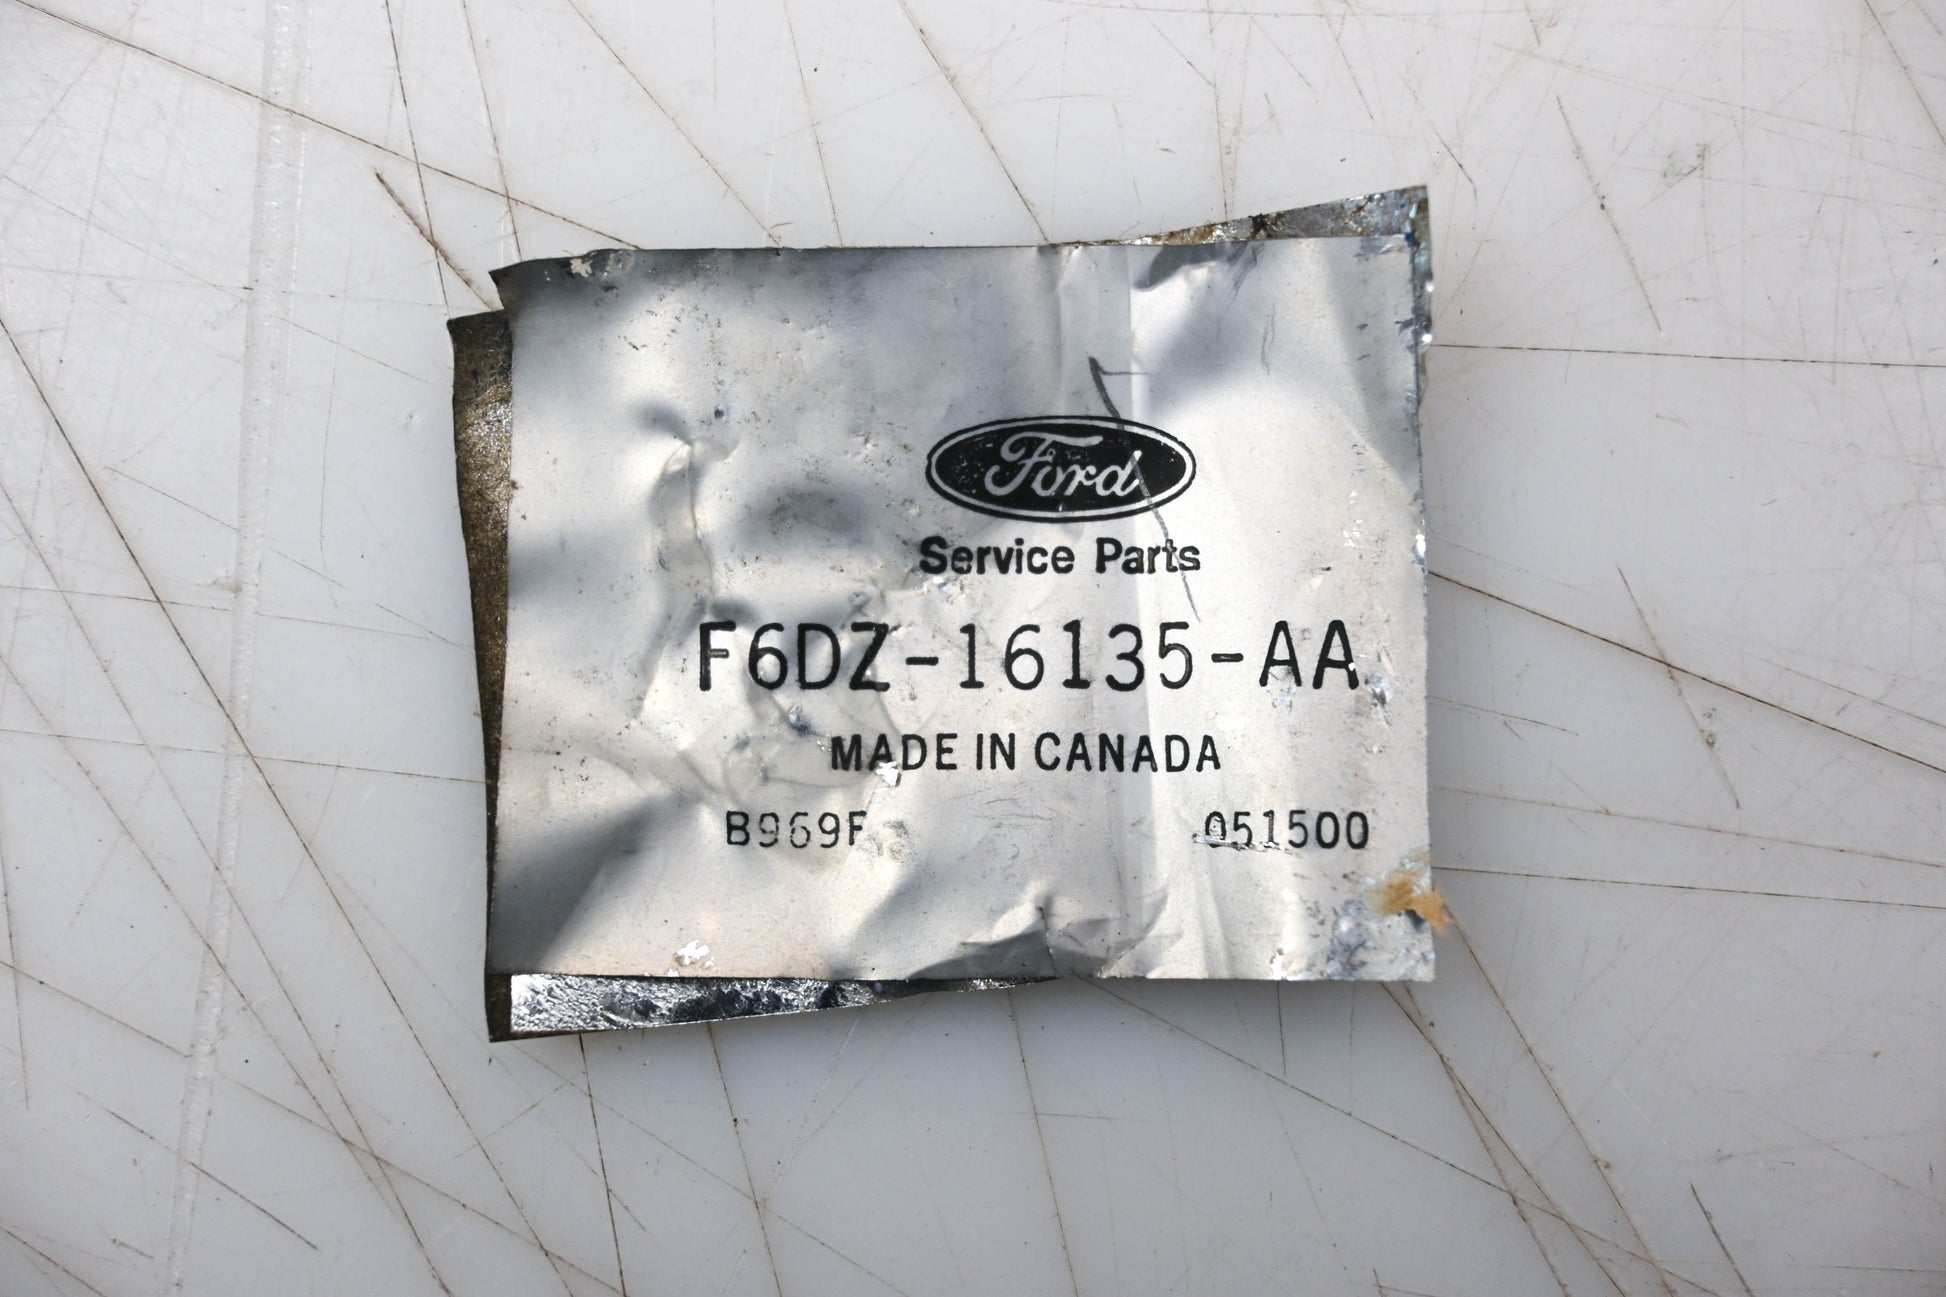 Ford
Service Parts
F6DZ-16135-AA
MADE IN CANADA
B969F 051500